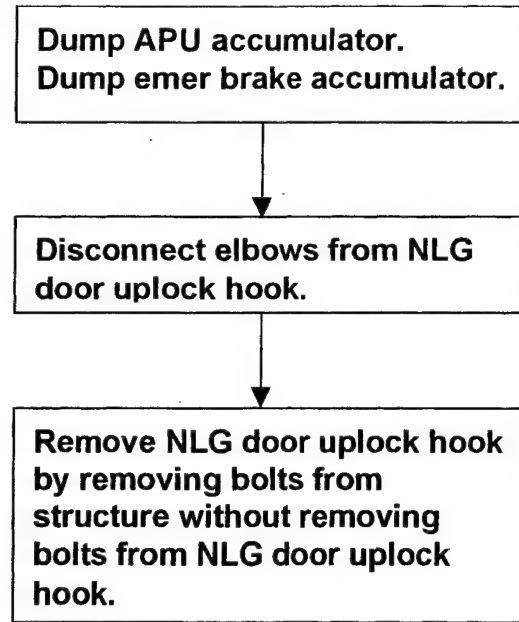 Dump APU accumulator.
Dump emer brake accumulator.
Disconnect elbows from NLG
door uplock hook.
Remove NLG door uplock hook
by removing bolts from
structure without removing
bolts from NLG door uplock
hook.